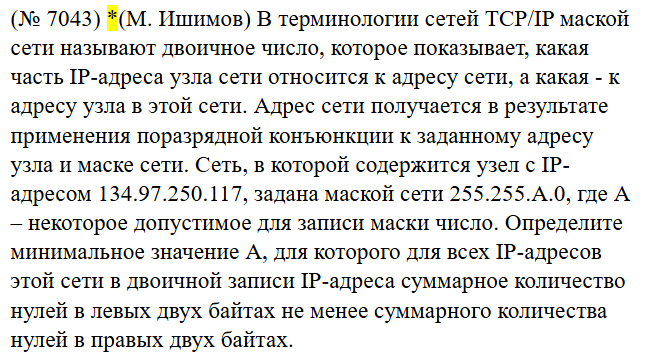 (№ 7043) *(М. Ишимов) В терминологии сетей TCP/IP маской
сети называют двоичное число, которое показывает, какая
часть IP-адреса узла сети относится к адресу сети, а какая - к
адресу узла в этой сети. Адрес сети получается в результате
применения поразрядной конъюнкции к заданному адресу
узла и маске сети. Сеть, в которой содержится узел с IP-
адресом 134.97.250.117, задана маской сети 255.255.A.0, где A
– некоторое допустимое для записи маски число. Определите
минимальное значение A, для которого для всех IP-адресов
этой сети в двоичной записи IP-адреса суммарное количество
нулей в левых двух байтах не менее суммарного количества
нулей в правых двух байтах.